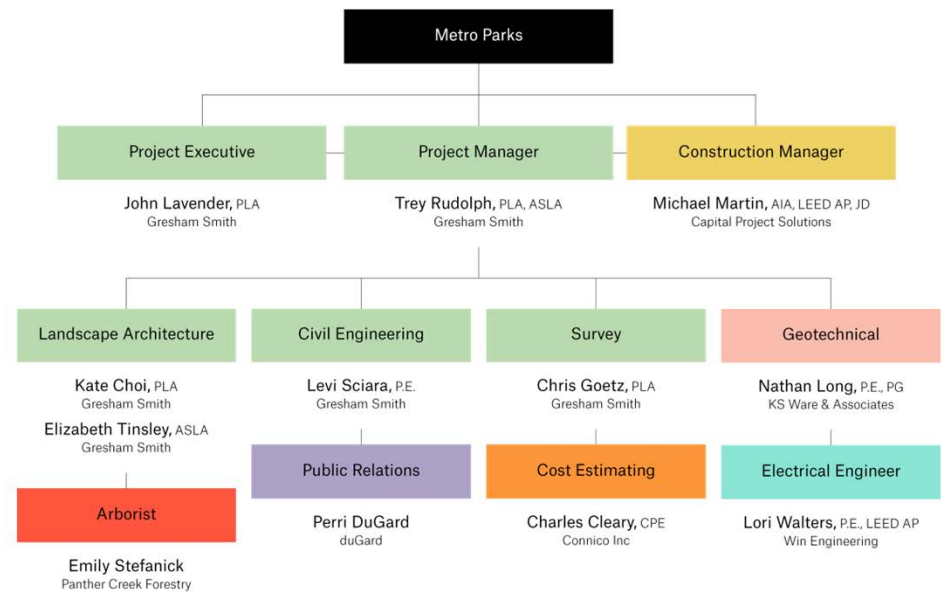 Metro Parks
Project Executive
John Lavender, PLA
Gresham Smith
Project Manager
Trey Rudolph, PLA, ASLA
Gresham Smith
Construction Manager
Michael Martin, AIA, LEED AP, JD
Capital Project Solutions
Landscape Architecture
Kate Choi, PLA
Gresham Smith
Elizabeth Tinsley, ASLA
Gresham Smith
Arborist
Emily Stefanick
Panther Creek Forestry
Civil Engineering
Levi Sciara, P.E.
Gresham Smith
Public Relations
Perri DuGard
duGard
Survey
Chris Goetz, PLA
Gresham Smith
Cost Estimating
Charles Cleary, CPE
Connico Inc
Geotechnical
Nathan Long, P.E., PG
KS Ware & Associates
Electrical Engineer
Lori Walters, P.E., LEED AP
Win Engineering